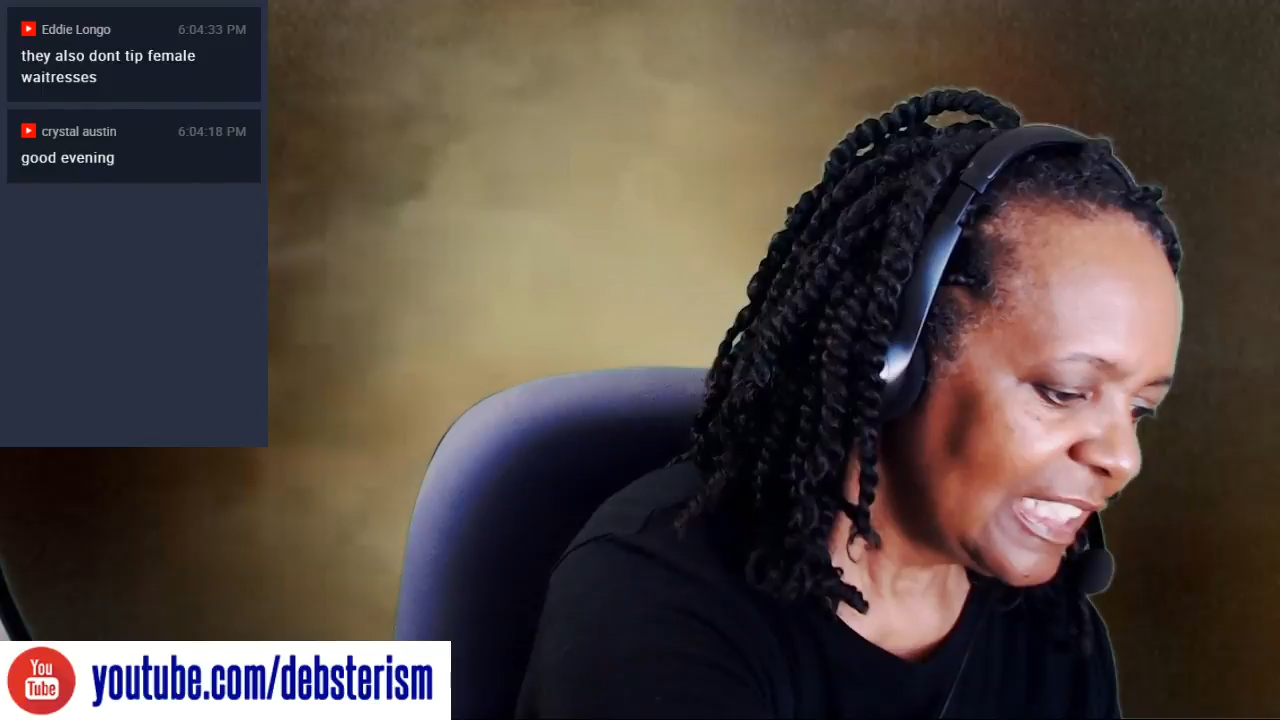 Eddie Longo 6:04:33 PM
they also dont tip female
waitresses
crystal austin 6:04:18 PM
good evening
You
Tube
youtube.com/debsterism